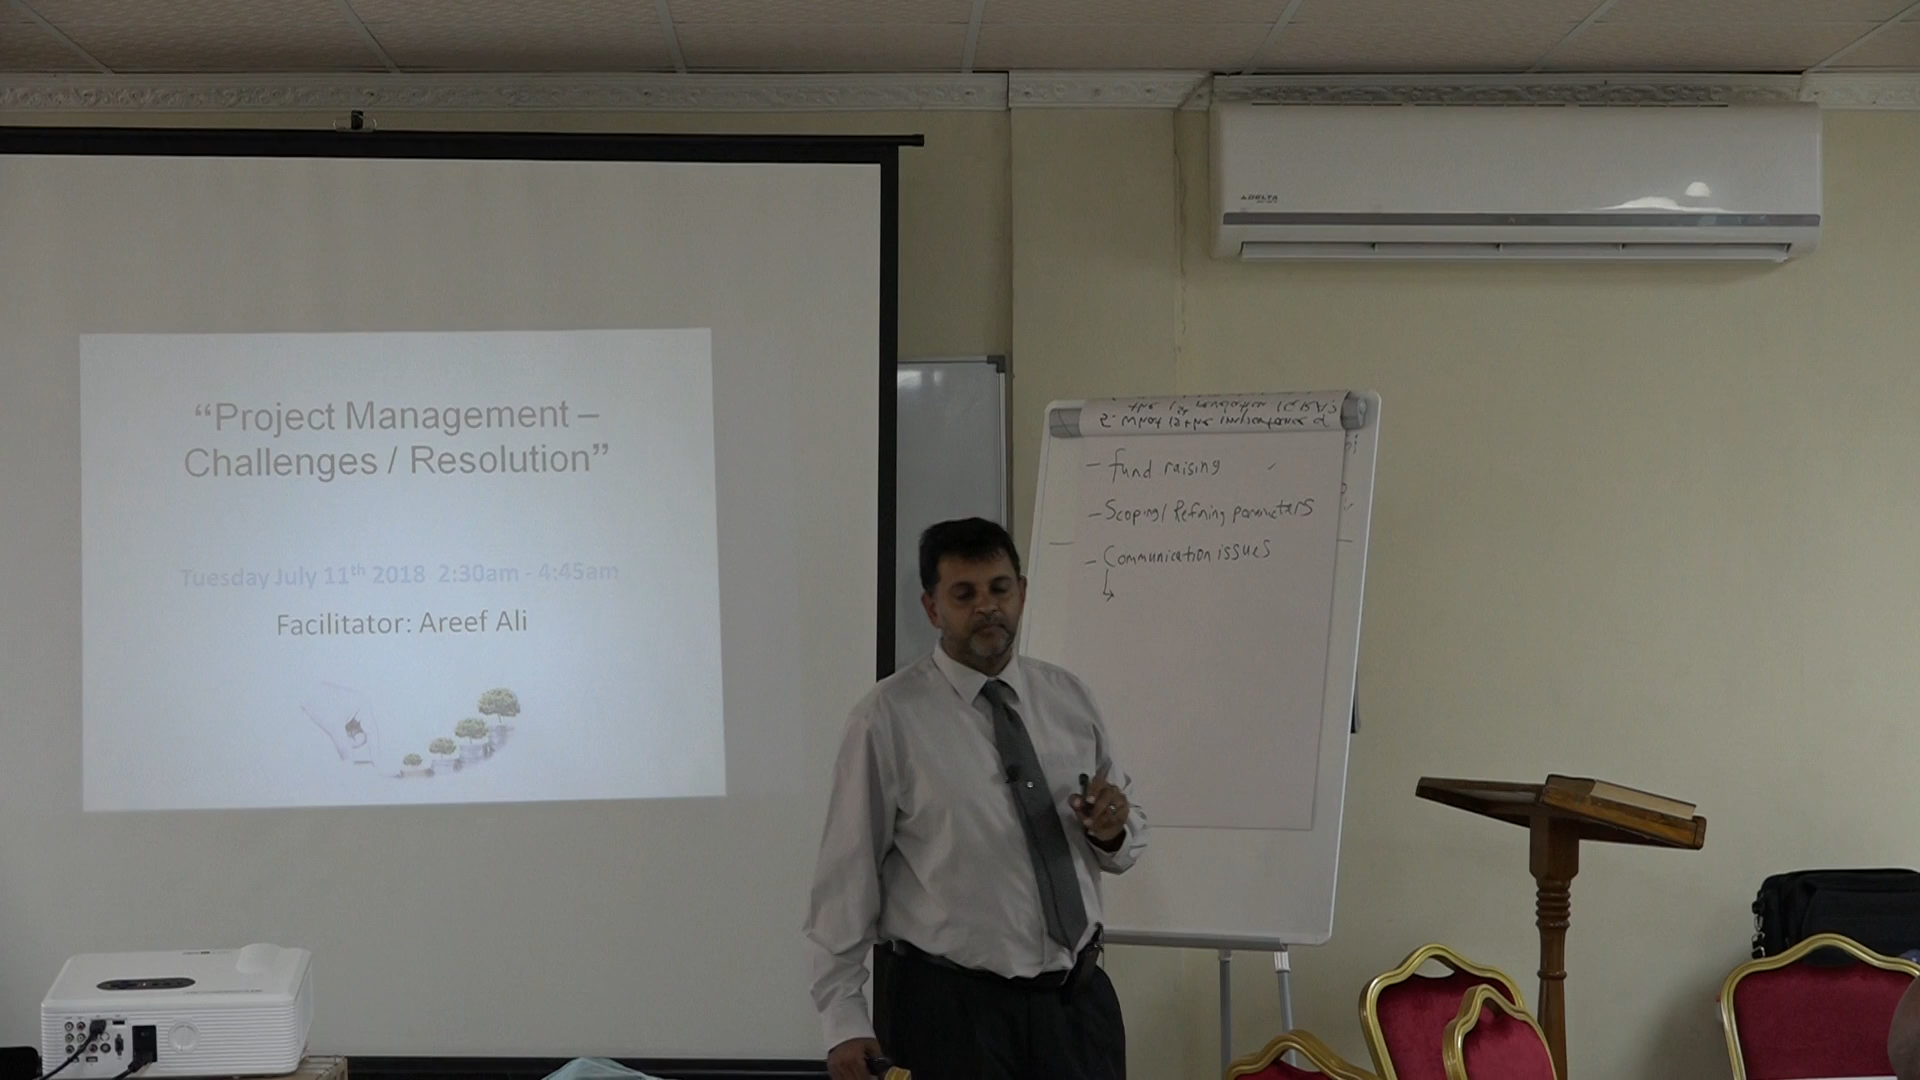 “Project Management –
Challenges / Resolution”
Tuesday July 11th 2018 2:30am - 4:45am
Facilitator: Areef Ali
DELTA
- fund raising
- Scoping/ Refining parameters
- Communication issues